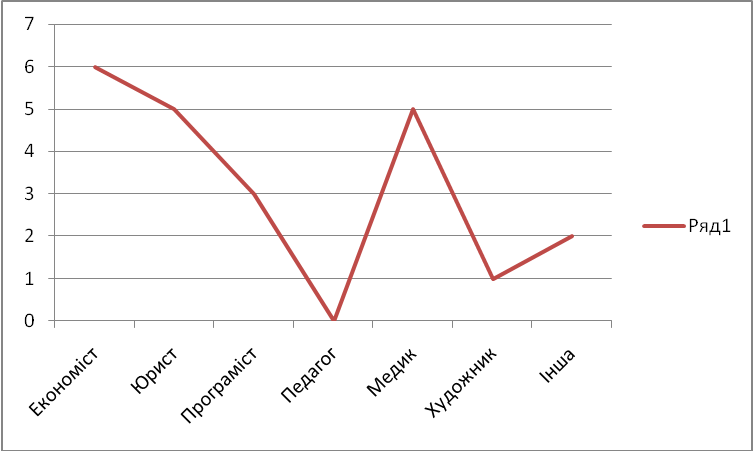 7
6
5
4
3
2
1
0
Економіст
Юрист
Програміст
Педагог
Медик
Художник
Інша
Ряд1